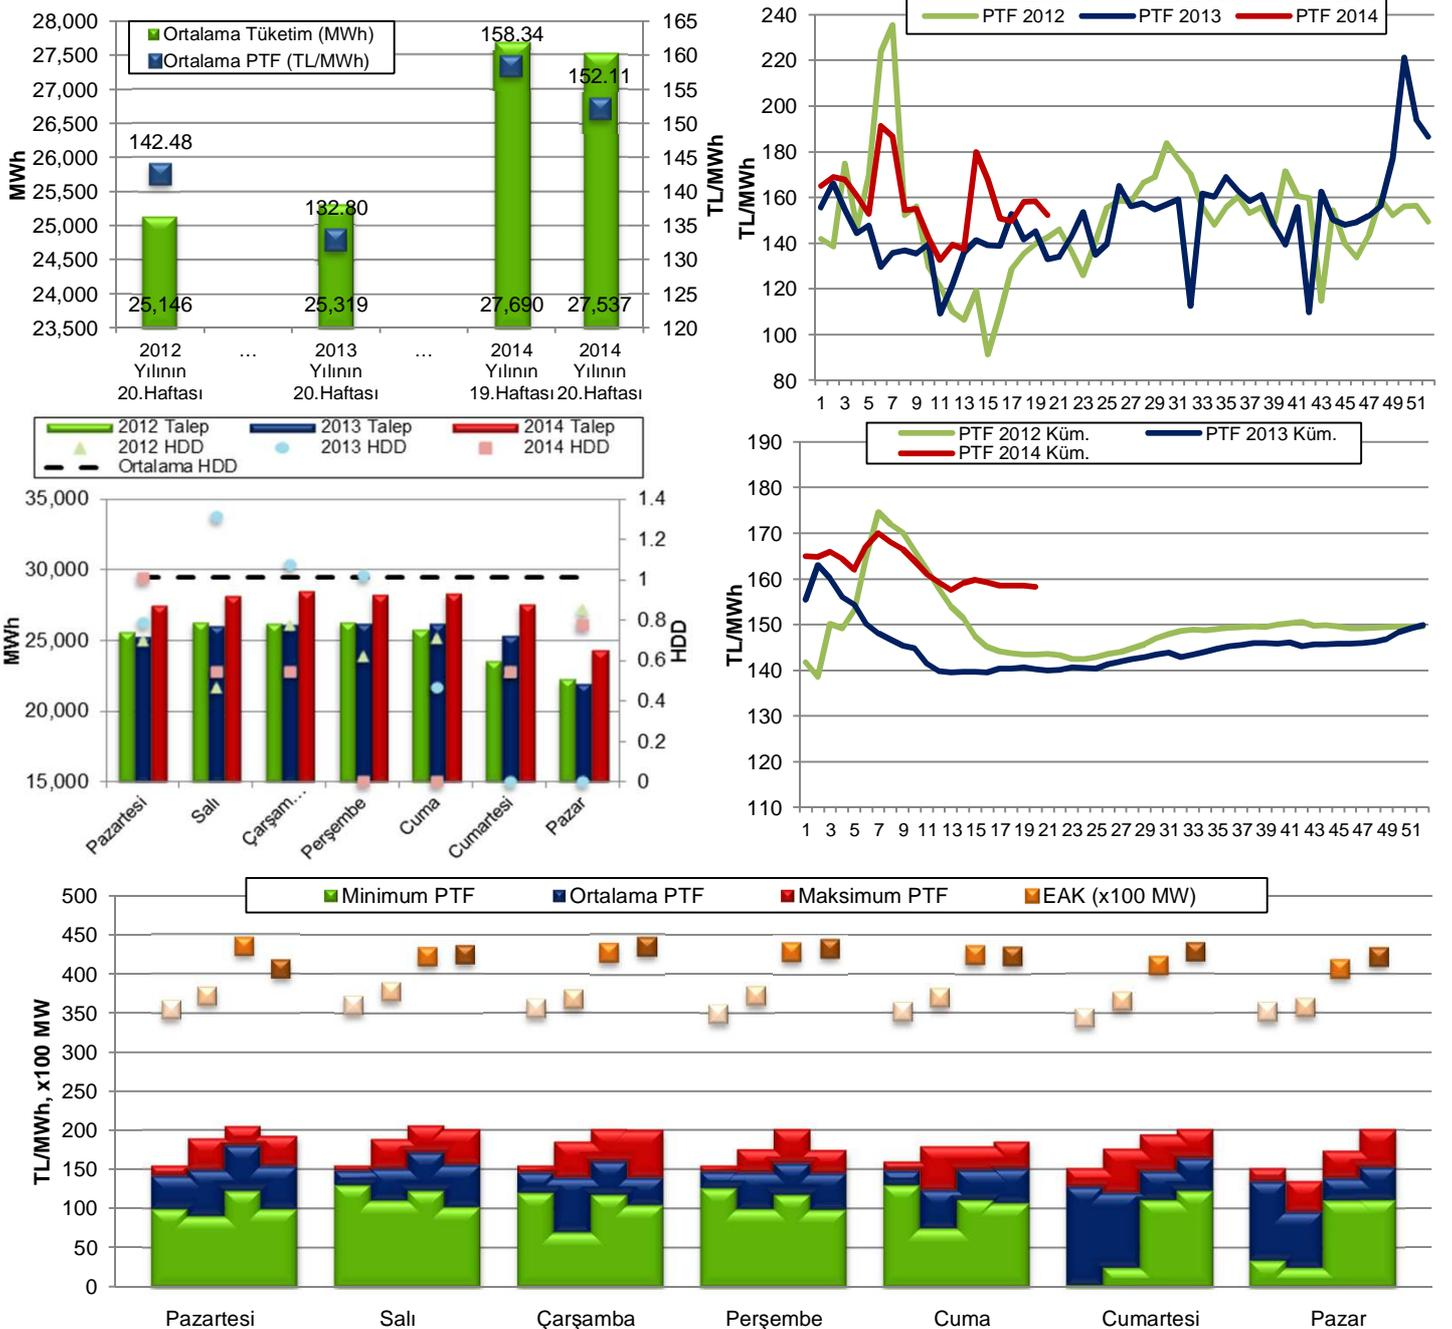 Ortalama Tüketim (MWh)
Ortalama PTF (TL/MWh)
28,000
27,500
27,000
26,500
26,000
25,500
25,000
24,500
24,000
23,500
MWh
165
160
155
150
145
140
135
130
125
120
TL/MWh
142.48
132.80
158.34
152.11
25,146
25,319
27,690
27,537
2012 Yılının 20.Haftası
...
2013 Yılının 20.Haftası
...
2014 Yılının 19.Haftası
2014 Yılının 20.Haftası
PTF 2012 PTF 2013 PTF 2014
240
220
200
180
160
140
120
100
80
TL/MWh
1 3 5 7 9 11 13 15 17 19 21 23 25 27 29 31 33 35 37 39 41 43 45 47 49 51
2012 Talep 2013 Talep 2014 Talep
2012 HDD 2013 HDD 2014 HDD
Ortalama HDD
35,000
30,000
25,000
20,000
15,000
MWh
1.4
1.2
1
0.8
0.6
0.4
0.2
0
HDD
Pazartesi
Salı
Çarşam...
Perşembe
Cuma
Cumartesi
Pazar
PTF 2012 Küm. PTF 2013 Küm.
PTF 2014 Küm.
190
180
170
160
150
140
130
120
110
TL/MWh
1 3 5 7 9 11 13 15 17 19 21 23 25 27 29 31 33 35 37 39 41 43 45 47 49 51
Minimum PTF Ortalama PTF Maksimum PTF EAK (x100 MW)
500
450
400
350
300
250
200
150
100
50
0
TL/MWh, x100 MW
Pazartesi Salı Çarşamba Perşembe Cuma Cumartesi Pazar